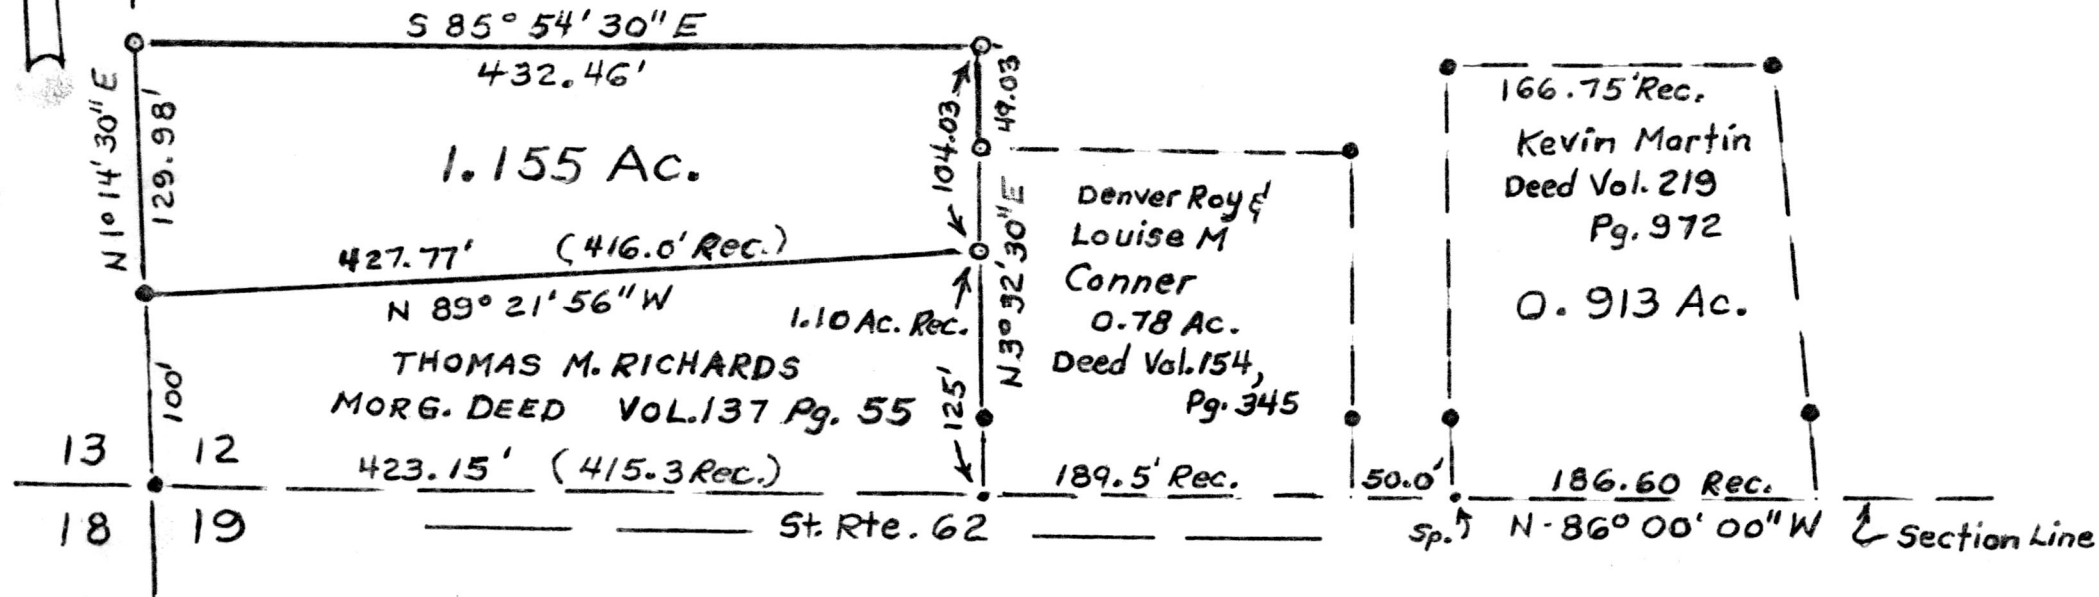 S 85° 54' 30" E
432.46'
N 1° 14' 30" E
129.98'
104.03
49.03
1.155 Ac.
427.77' (416.0' Rec.)
N 89° 21' 56" W
1.10 Ac. Rec.
THOMAS M. RICHARDS
MORG. DEED VOL.137 Pg. 55
100'
125'
423.15' (415.3 Rec.)
13 12
18 19
St. Rte. 62
Denver Roy &
Louise M
Conner
0.78 Ac.
Deed Vol. 154,
Pg. 345
189.5' Rec.
50.0'
166.75' Rec.
Kevin Martin
Deed Vol. 219
Pg. 972
0.913 Ac.
186.60 Rec.
Sp.
N-86° 00' 00" W
Section Line